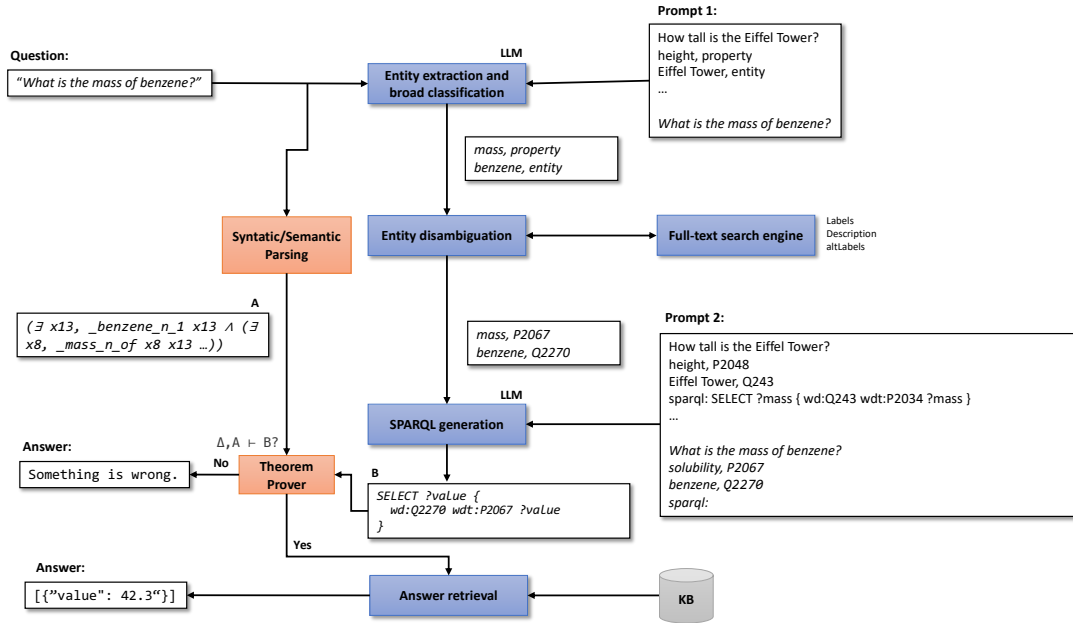 Prompt 1:
How tall is the Eiffel Tower?
height, property
Eiffel Tower, entity
...
What is the mass of benzene?
Question:
“What is the mass of benzene?”
LLM
Entity extraction and
broad classification
mass, property
benzene, entity
Syntatic/Semantic
Parsing
Entity disambiguation
Full-text search engine
Labels
Description
altLabels
A
(∃ x13, _benzene_n_1 x13 ∧ (∃
x8, _mass_n_of x8 x13 …))
mass, P2067
benzene, Q2270
Prompt 2:
How tall is the Eiffel Tower?
height, P2048
Eiffel Tower, Q243
sparql: SELECT ?mass { wd:Q243 wdt:P2034 ?mass }
...
What is the mass of benzene?
solubility, P2067
benzene, Q2270
sparql:
LLM
SPARQL generation
Δ,A ⊢ B?
Answer:
Something is wrong.
No
Theorem
Prover
B
SELECT ?value {
wd:Q2270 wdt:P2067 ?value
}
Yes
Answer:
[{”value": 42.3“}]
Answer retrieval
KB